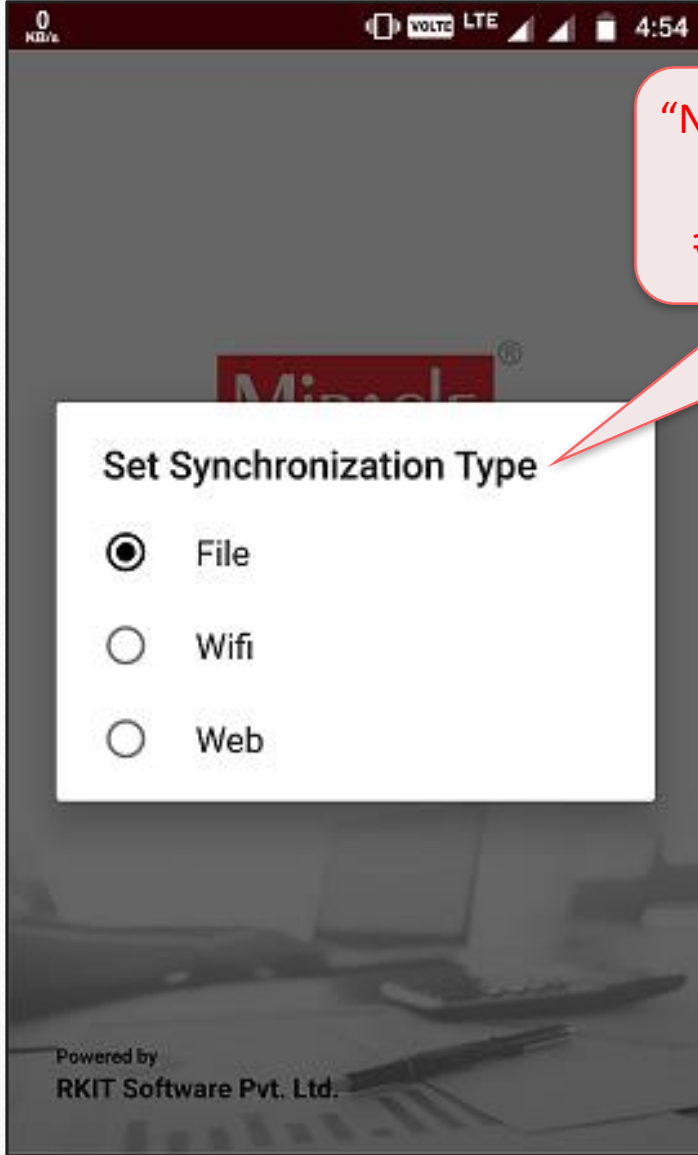 0
KB/s
VOLTE LTE 4:54
“N
®
Set Synchronization Type
File
Wifi
Web
Powered by
RKIT Software Pvt. Ltd.